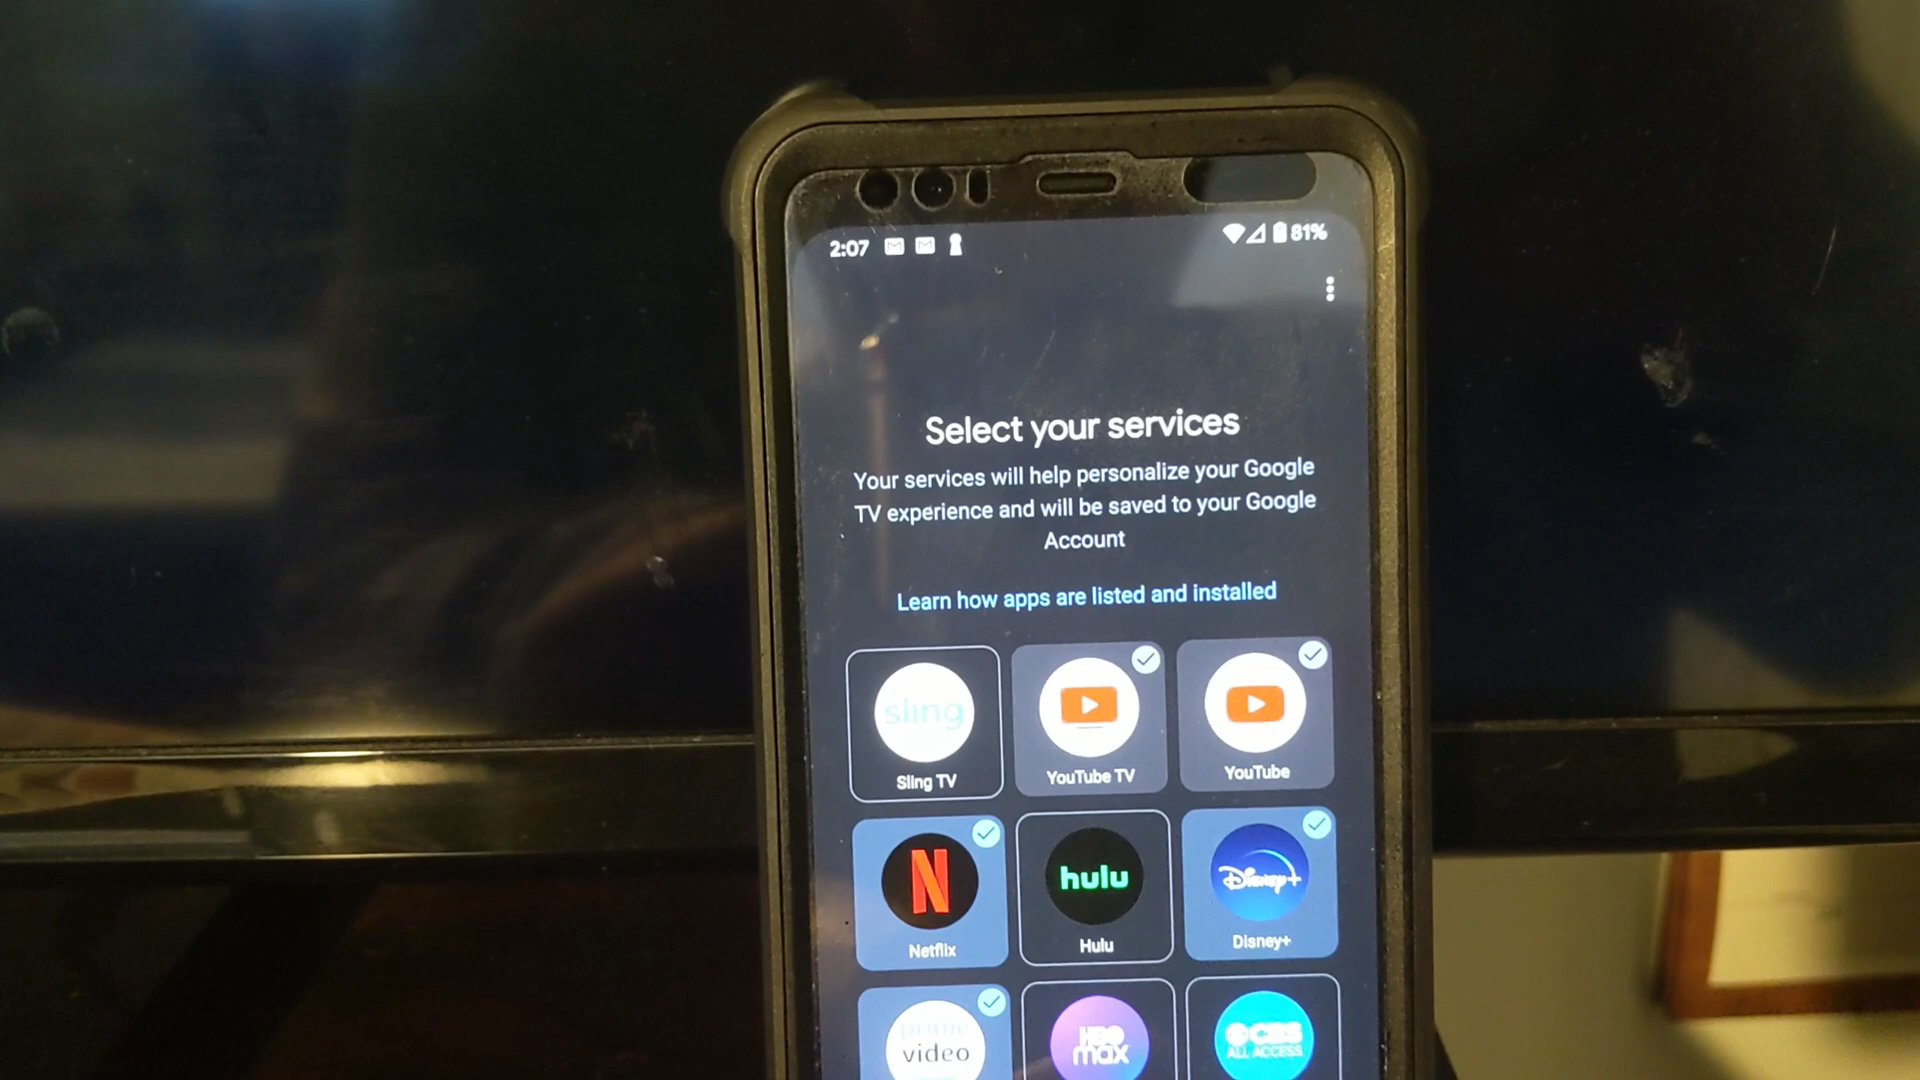 2:07 81%
Select your services
Your services will help personalize your Google
TV experience and will be saved to your Google
Account
Learn how apps are listed and installed
sling
Sling TV YouTube TV YouTube
N hulu Disney+
Netflix Hulu Disney+
prime
video
HBO
max
CBS
ALL ACCESS